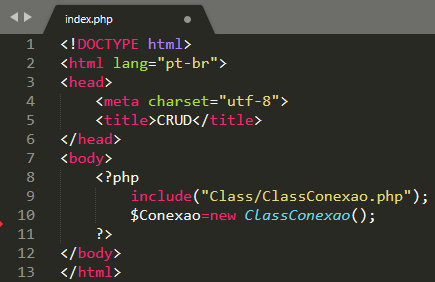 index.php
1 <!DOCTYPE html>
2 <html lang="pt-br">
3 <head>
4 <meta charset="utf-8">
5 <title>CRUD</title>
6 </head>
7 <body>
8 <?php
9 include("Class/ClassConexao.php");
10 $Conexao=new ClassConexao();
11 ?>
12 </body>
13 </html>